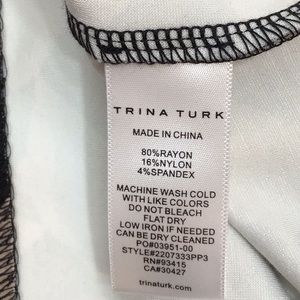 TRINA TURK
MADE IN CHINA
80%RAYON
16%NYLON
4%SPANDEX
MACHINE WASH COLD
WITH LIKE COLORS
DO NOT BLEACH
FLAT DRY
LOW IRON IF NEEDED
CAN BE DRY CLEANED
PO#03951-00
STYLE#2207333PP3
RN#93415
CA#30427
trinaturk.com